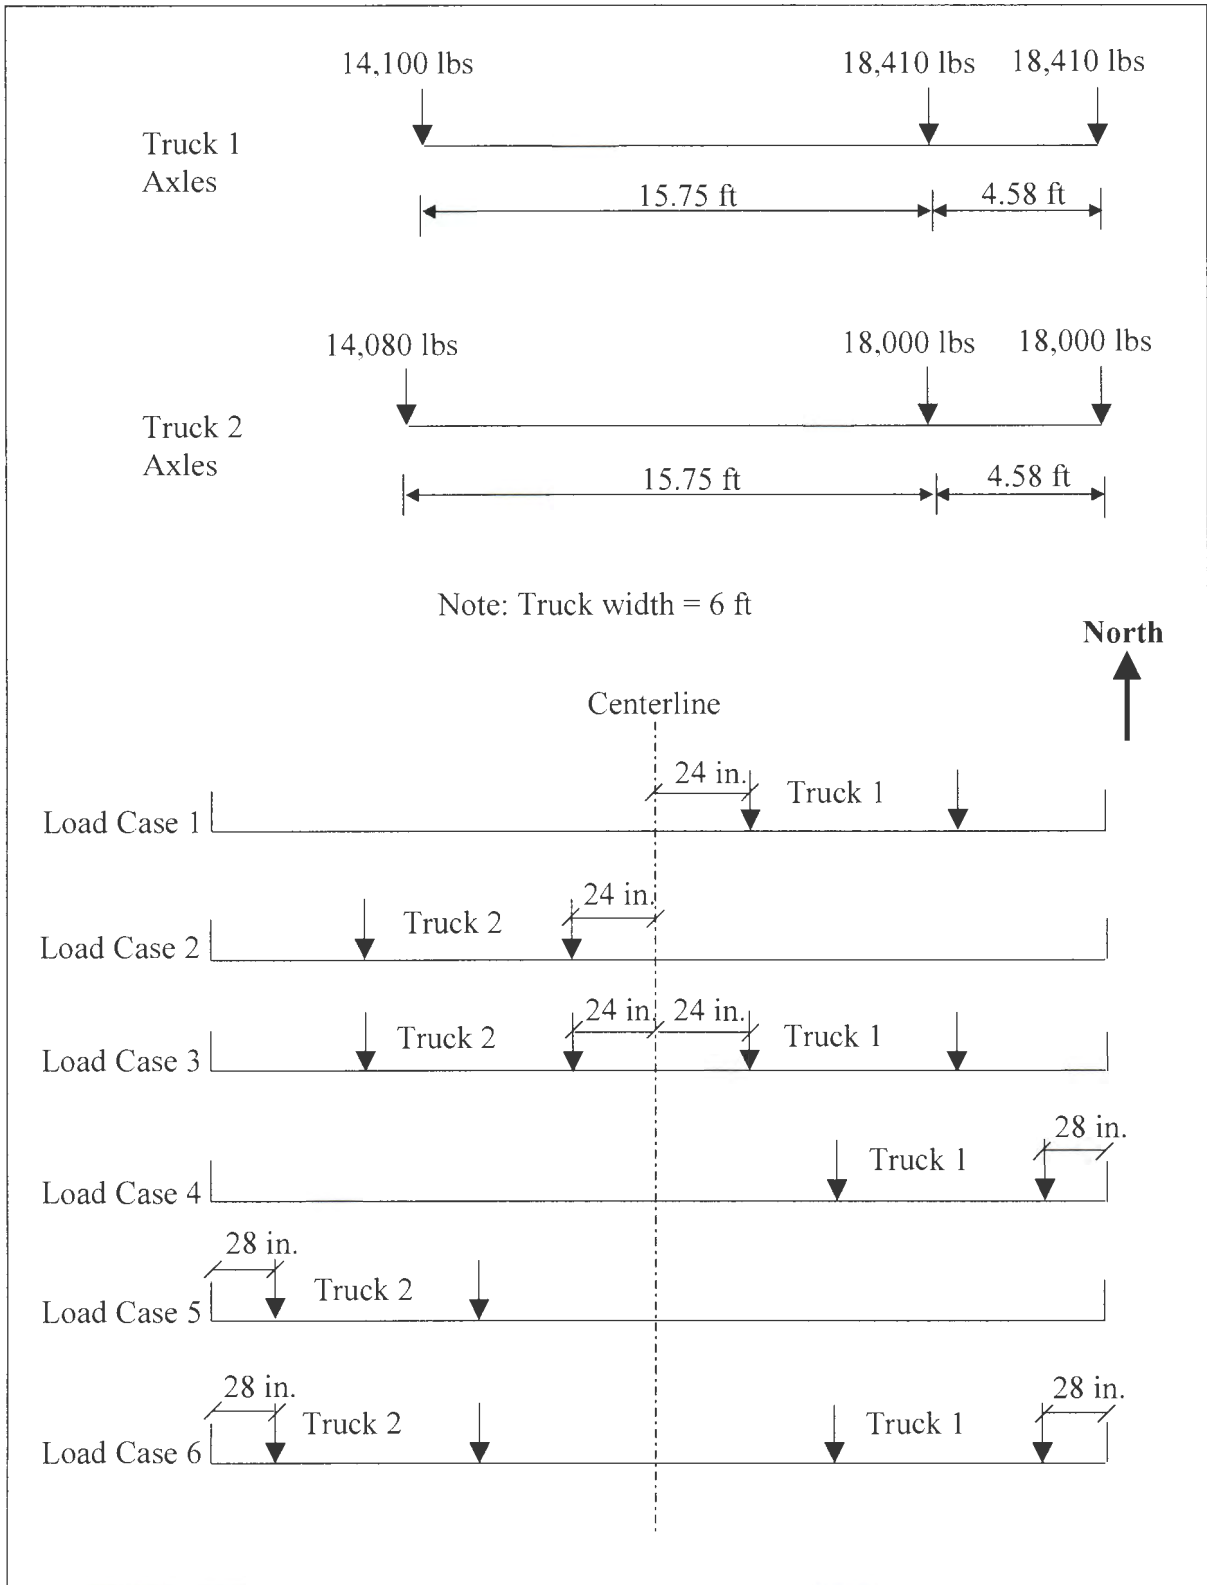 14,100 lbs 18,410 lbs 18,410 lbs
Truck 1
Axles
15.75 ft 4.58 ft
14,080 lbs 18,000 lbs 18,000 lbs
Truck 2
Axles
15.75 ft 4.58 ft
Note: Truck width = 6 ft
North
Centerline
24 in. Truck 1
Load Case 1
24 in.
Truck 2
Load Case 2
24 in. 24 in.
Truck 2 Truck 1
Load Case 3
28 in.
Truck 1
Load Case 4
28 in.
Truck 2
Load Case 5
28 in. 28 in.
Truck 2 Truck 1
Load Case 6